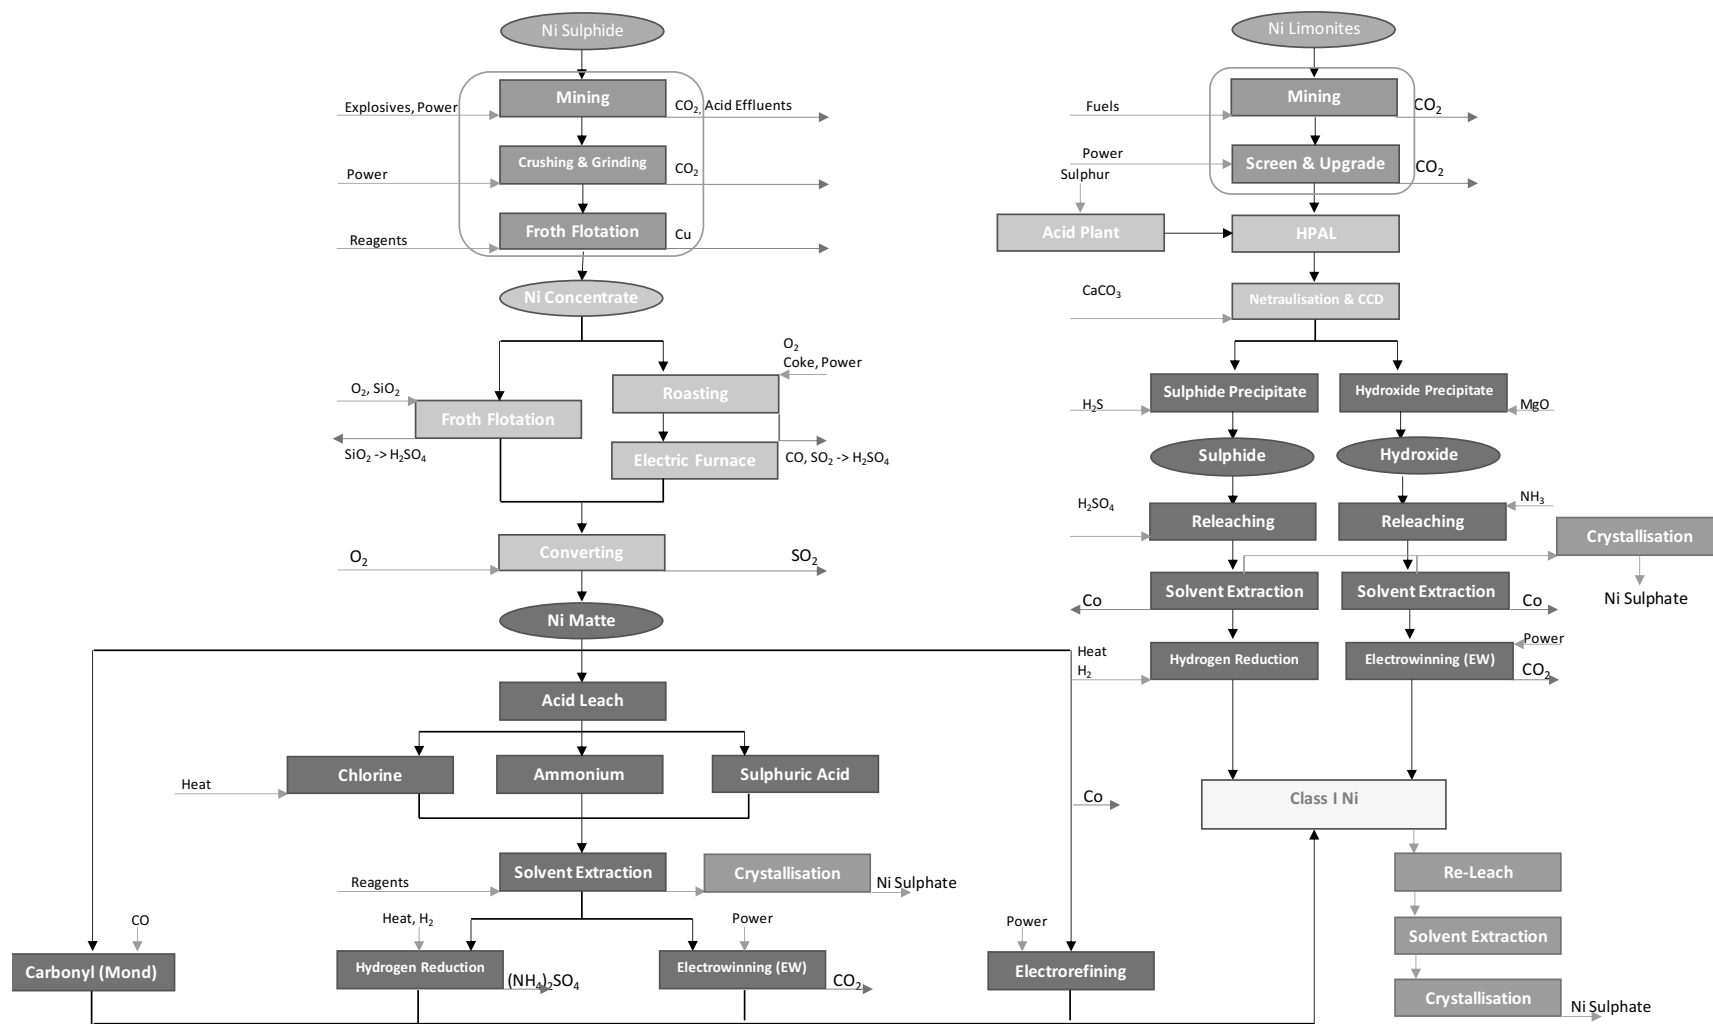 Ni Sulphide
Mining
Explosives, Power
CO₂, Acid Effluents
Crushing & Grinding
Power
CO₂
Froth Flotation
Reagents
Cu
Ni Concentrate
O₂
Coke, Power
Roasting
O₂, SiO₂
Froth Flotation
SiO₂ -> H₂SO₄
Electric Furnace
CO, SO₂ -> H₂SO₄
Converting
O₂
SO₂
Ni Matte
Acid Leach
Chlorine
Ammonium
Sulphuric Acid
Heat
Co
Solvent Extraction
Reagents
Crystallisation
Ni Sulphate
CO
Carbonyl (Mond)
Heat, H₂
Hydrogen Reduction
(NH₄)₂SO₄
Power
Electrowinning (EW)
CO₂
Power
Electrorefining
Ni Limonites
Mining
Fuels
CO₂
Power
Screen & Upgrade
CO₂
Sulphur
Acid Plant
HPAL
CaCO₃
Netraulisation & CCD
Sulphide Precipitate
Hydroxide Precipitate
H₂S
MgO
Sulphide
Hydroxide
H₂SO₄
Releaching
Releaching
NH₃
Crystallisation
Ni Sulphate
Solvent Extraction
Solvent Extraction
Co
Co
Heat
H₂
Hydrogen Reduction
Electrowinning (EW)
Power
CO₂
Class I Ni
Re-Leach
Solvent Extraction
Crystallisation
Ni Sulphate